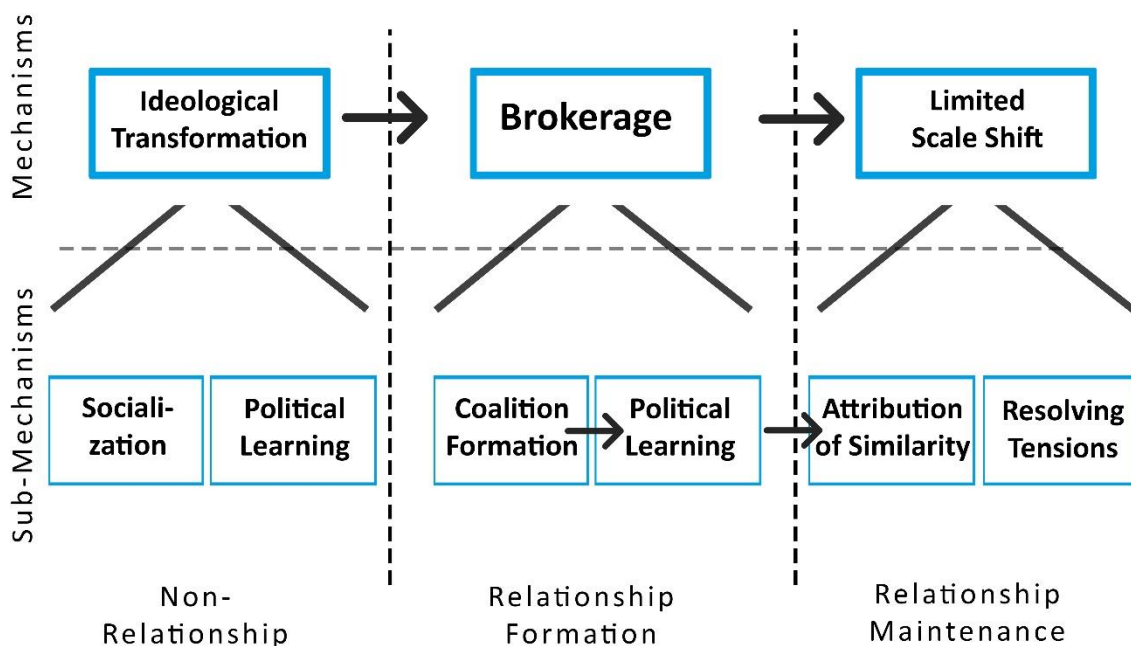 Mechanisms
Ideological
Transformation
Brokerage
Limited
Scale Shift
Sub-Mechanisms
Sociali-
zation
Political
Learning
Coalition
Formation
Political
Learning
Attribution
of Similarity
Resolving
Tensions
Non-
Relationship
Relationship
Formation
Relationship
Maintenance